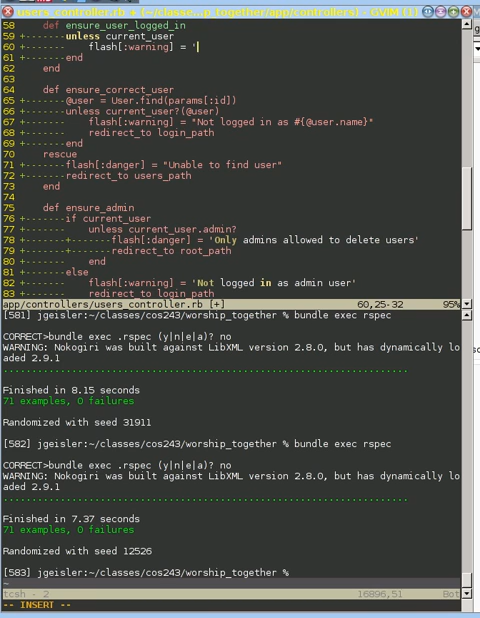 users_controller.rb + (~/classe...p_together/app/controllers) - GVIM (1)
58 def ensure_user_logged_in
59 +-------unless current_user
60 +-------    flash[:warning] = '
61 +-------end
62 end
63
64 def ensure_correct_user
65 +-------@user = User.find(params[:id])
66 +-------unless current_user?(@user)
67 +-------    flash[:warning] = "Not logged in as #{@user.name}"
68 +-------    redirect_to login_path
69 +-------end
70 rescue
71 +-------flash[:danger] = "Unable to find user"
72 +-------redirect_to users_path
73 end
74
75 def ensure_admin
76 +-------if current_user
77 +-------    unless current_user.admin?
78 +-------+-------flash[:danger] = 'Only admins allowed to delete users'
79 +-------+-------redirect_to root_path
80 +-------    end
81 +-------else
82 +-------    flash[:warning] = 'Not logged in as admin user'
83 +-------    redirect_to login_path
app/controllers/users_controller.rb [+] 60,25-32 95%
[581] jgeisler:~/classes/cos243/worship_together % bundle exec rspec
CORRECT>bundle exec .rspec (y|n|e|a)? no
WARNING: Nokogiri was built against LibXML version 2.8.0, but has dynamically lo
aded 2.9.1
.......................................................................
Finished in 8.15 seconds
71 examples, 0 failures
Randomized with seed 31911
[582] jgeisler:~/classes/cos243/worship_together % bundle exec rspec
CORRECT>bundle exec .rspec (y|n|e|a)? no
WARNING: Nokogiri was built against LibXML version 2.8.0, but has dynamically lo
aded 2.9.1
.......................................................................
Finished in 7.37 seconds
71 examples, 0 failures
Randomized with seed 12526
[583] jgeisler:~/classes/cos243/worship_together %
~
tcsh - 2 16896,51 Bot
-- INSERT --